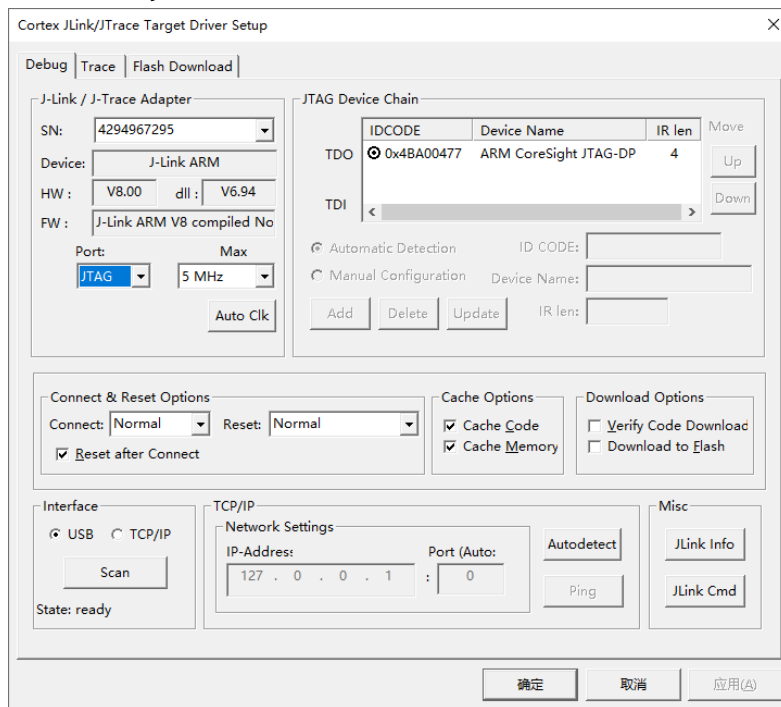 Cortex JLink/JTrace Target Driver Setup
Debug Trace Flash Download
J-Link / J-Trace Adapter
SN: 4294967295
Device: J-Link ARM
HW : V8.00 dll : V6.94
FW : J-Link ARM V8 compiled No
Port: Max
JTAG 5 MHz
Auto Clk
JTAG Device Chain
IDCODE Device Name IR len Move
TDO 0x4BA00477 ARM CoreSight JTAG-DP 4 Up
TDI Down
Automatic Detection ID CODE:
Manual Configuration Device Name:
Add Delete Update IR len:
Connect & Reset Options
Connect: Normal Reset: Normal
Reset after Connect
Cache Options
Cache Code
Cache Memory
Download Options
Verify Code Download
Download to Flash
Interface
USB TCP/IP
Scan
State: ready
TCP/IP
Network Settings
IP-Address: Port (Auto:
127 . 0 . 0 . 1 : 0
Autodetect
Ping
Misc
JLink Info
JLink Cmd
确定 取消 应用(A)